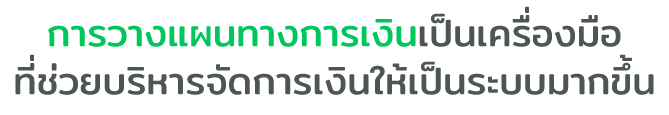 การวางแผนทางการเงินเป็นเครื่องมือ
ที่ช่วยบริหารจัดการเงินให้เป็นระบบมากขึ้น